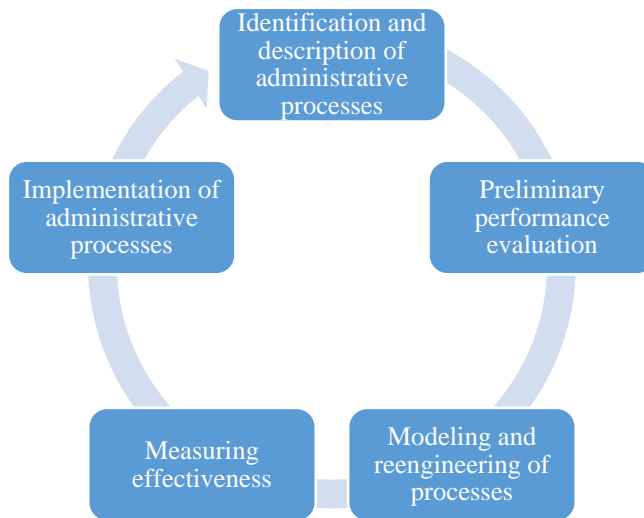 Identification and
description of
administrative
processes
Preliminary
performance
evaluation
Modeling and
reengineering of
processes
Measuring
effectiveness
Implementation of
administrative
processes